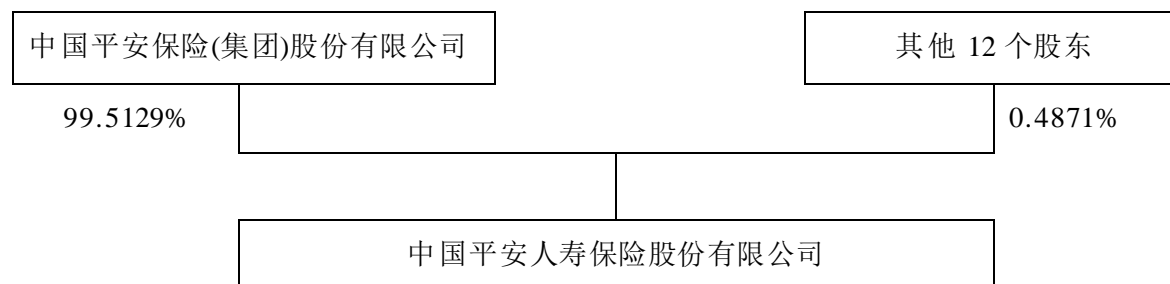 中国平安保险(集团)股份有限公司
其他 12 个股东
99.5129%
0.4871%
中国平安人寿保险股份有限公司